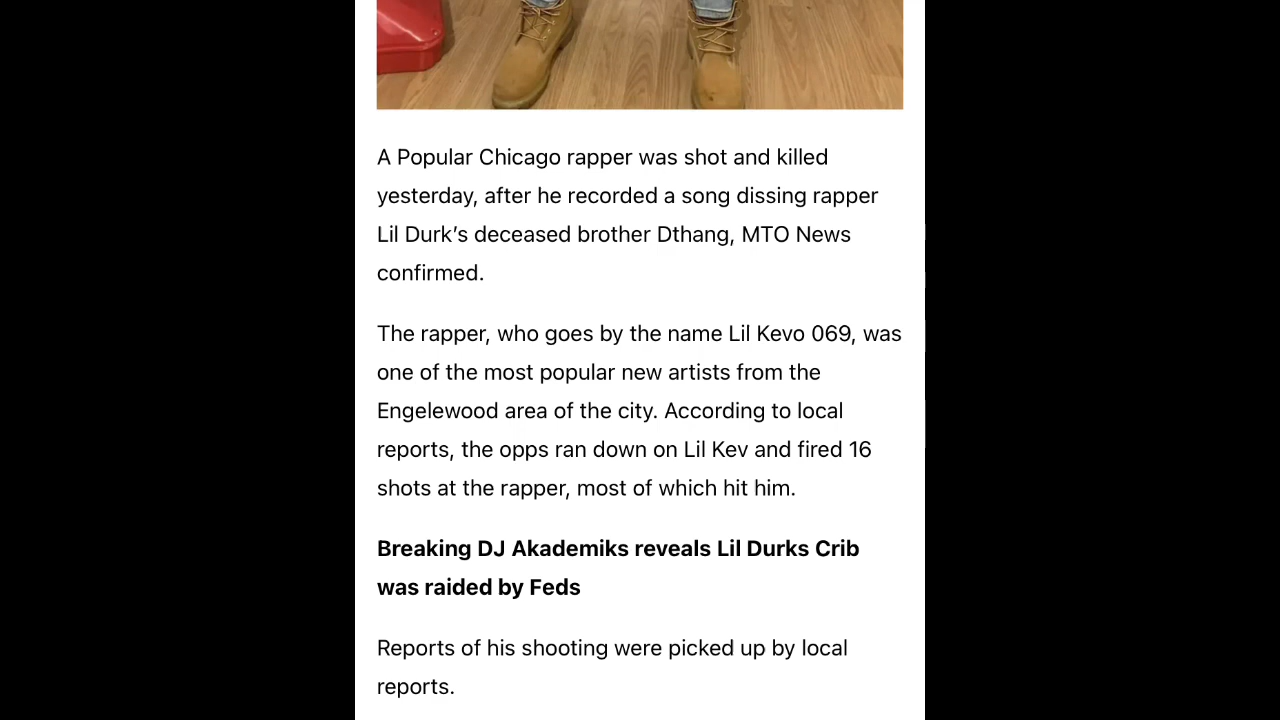 A Popular Chicago rapper was shot and killed
yesterday, after he recorded a song dissing rapper
Lil Durk’s deceased brother Dthang, MTO News
confirmed.
The rapper, who goes by the name Lil Kevo 069, was
one of the most popular new artists from the
Engelewood area of the city. According to local
reports, the opps ran down on Lil Kev and fired 16
shots at the rapper, most of which hit him.
Breaking DJ Akademiks reveals Lil Durks Crib
was raided by Feds
Reports of his shooting were picked up by local
reports.